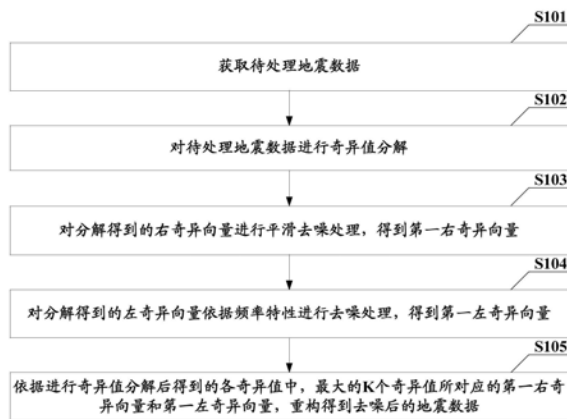 S101
获取待处理地震数据
S102
对待处理地震数据进行奇异值分解
S103
对分解得到的右奇异向量进行平滑去噪处理，得到第一右奇异向量
S104
对分解得到的左奇异向量依据频率特性进行去噪处理，得到第一左奇异向量
S105
依据进行奇异值分解后得到的各奇异值中，最大的K个奇异值所对应的第一右奇
异向量和第一左奇异向量，重构得到去噪后的地震数据